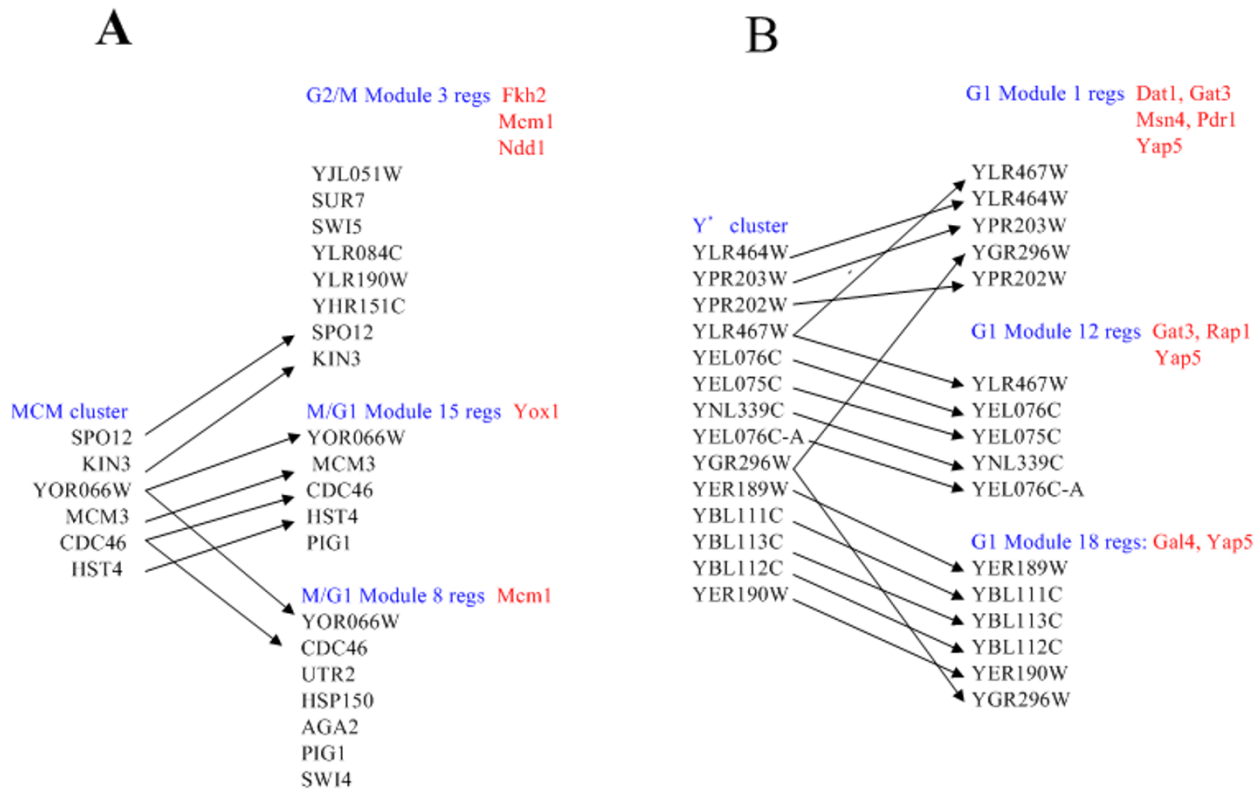 A
G2/M Module 3 regs Fkh2
Mcm1
Ndd1
YJL051W
SUR7
SWI5
YLR084C
YLR190W
YHR151C
SPO12
KIN3
MCM cluster
SPO12
KIN3
YOR066W
MCM3
CDC46
HST4
M/G1 Module 15 regs Yox1
YOR066W
MCM3
CDC46
HST4
PIG1
M/G1 Module 8 regs Mcm1
YOR066W
CDC46
UTR2
HSP150
AGA2
PIG1
SWI4
B
Y' cluster
YLR464W
YPR203W
YPR202W
YLR467W
YEL076C
YEL075C
YNL339C
YEL076C-A
YGR296W
YER189W
YBL111C
YBL113C
YBL112C
YER190W
G1 Module 1 regs Dat1, Gat3
Msn4, Pdr1
Yap5
YLR467W
YLR464W
YPR203W
YGR296W
YPR202W
G1 Module 12 regs Gat3, Rap1
Yap5
YLR467W
YEL076C
YEL075C
YNL339C
YEL076C-A
G1 Module 18 regs: Gal4, Yap5
YER189W
YBL111C
YBL113C
YBL112C
YER190W
YGR296W